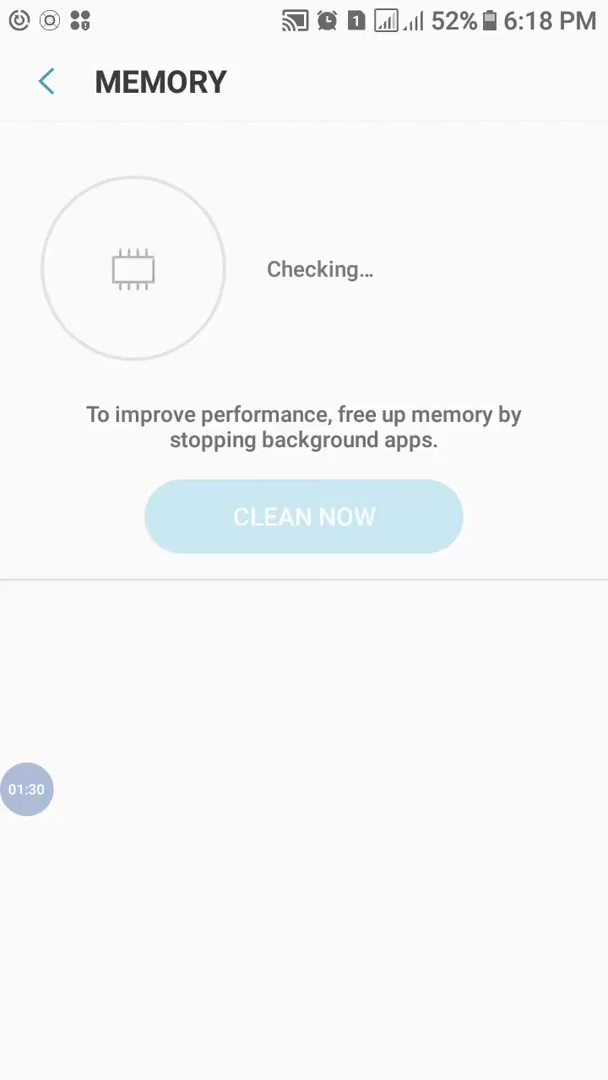 1 52% 6:18 PM
MEMORY
Checking...
To improve performance, free up memory by
stopping background apps.
CLEAN NOW
01:30